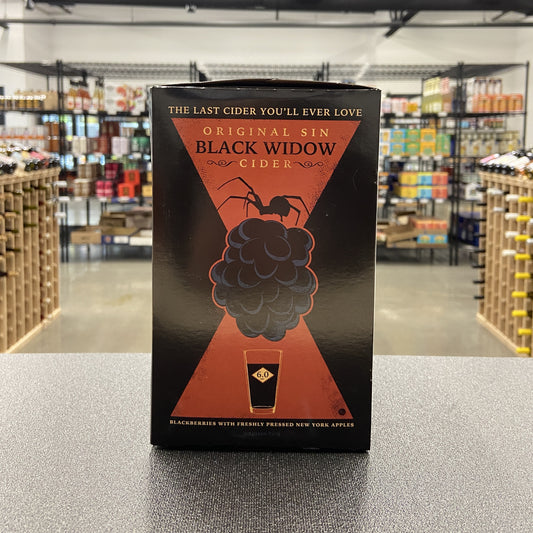 THE LAST CIDER YOU'LL EVER LOVE
ORIGINAL SIN
BLACK WIDOW
CIDER
6.0
BLACKBERRIES WITH FRESHLY PRESSED NEW YORK APPLES